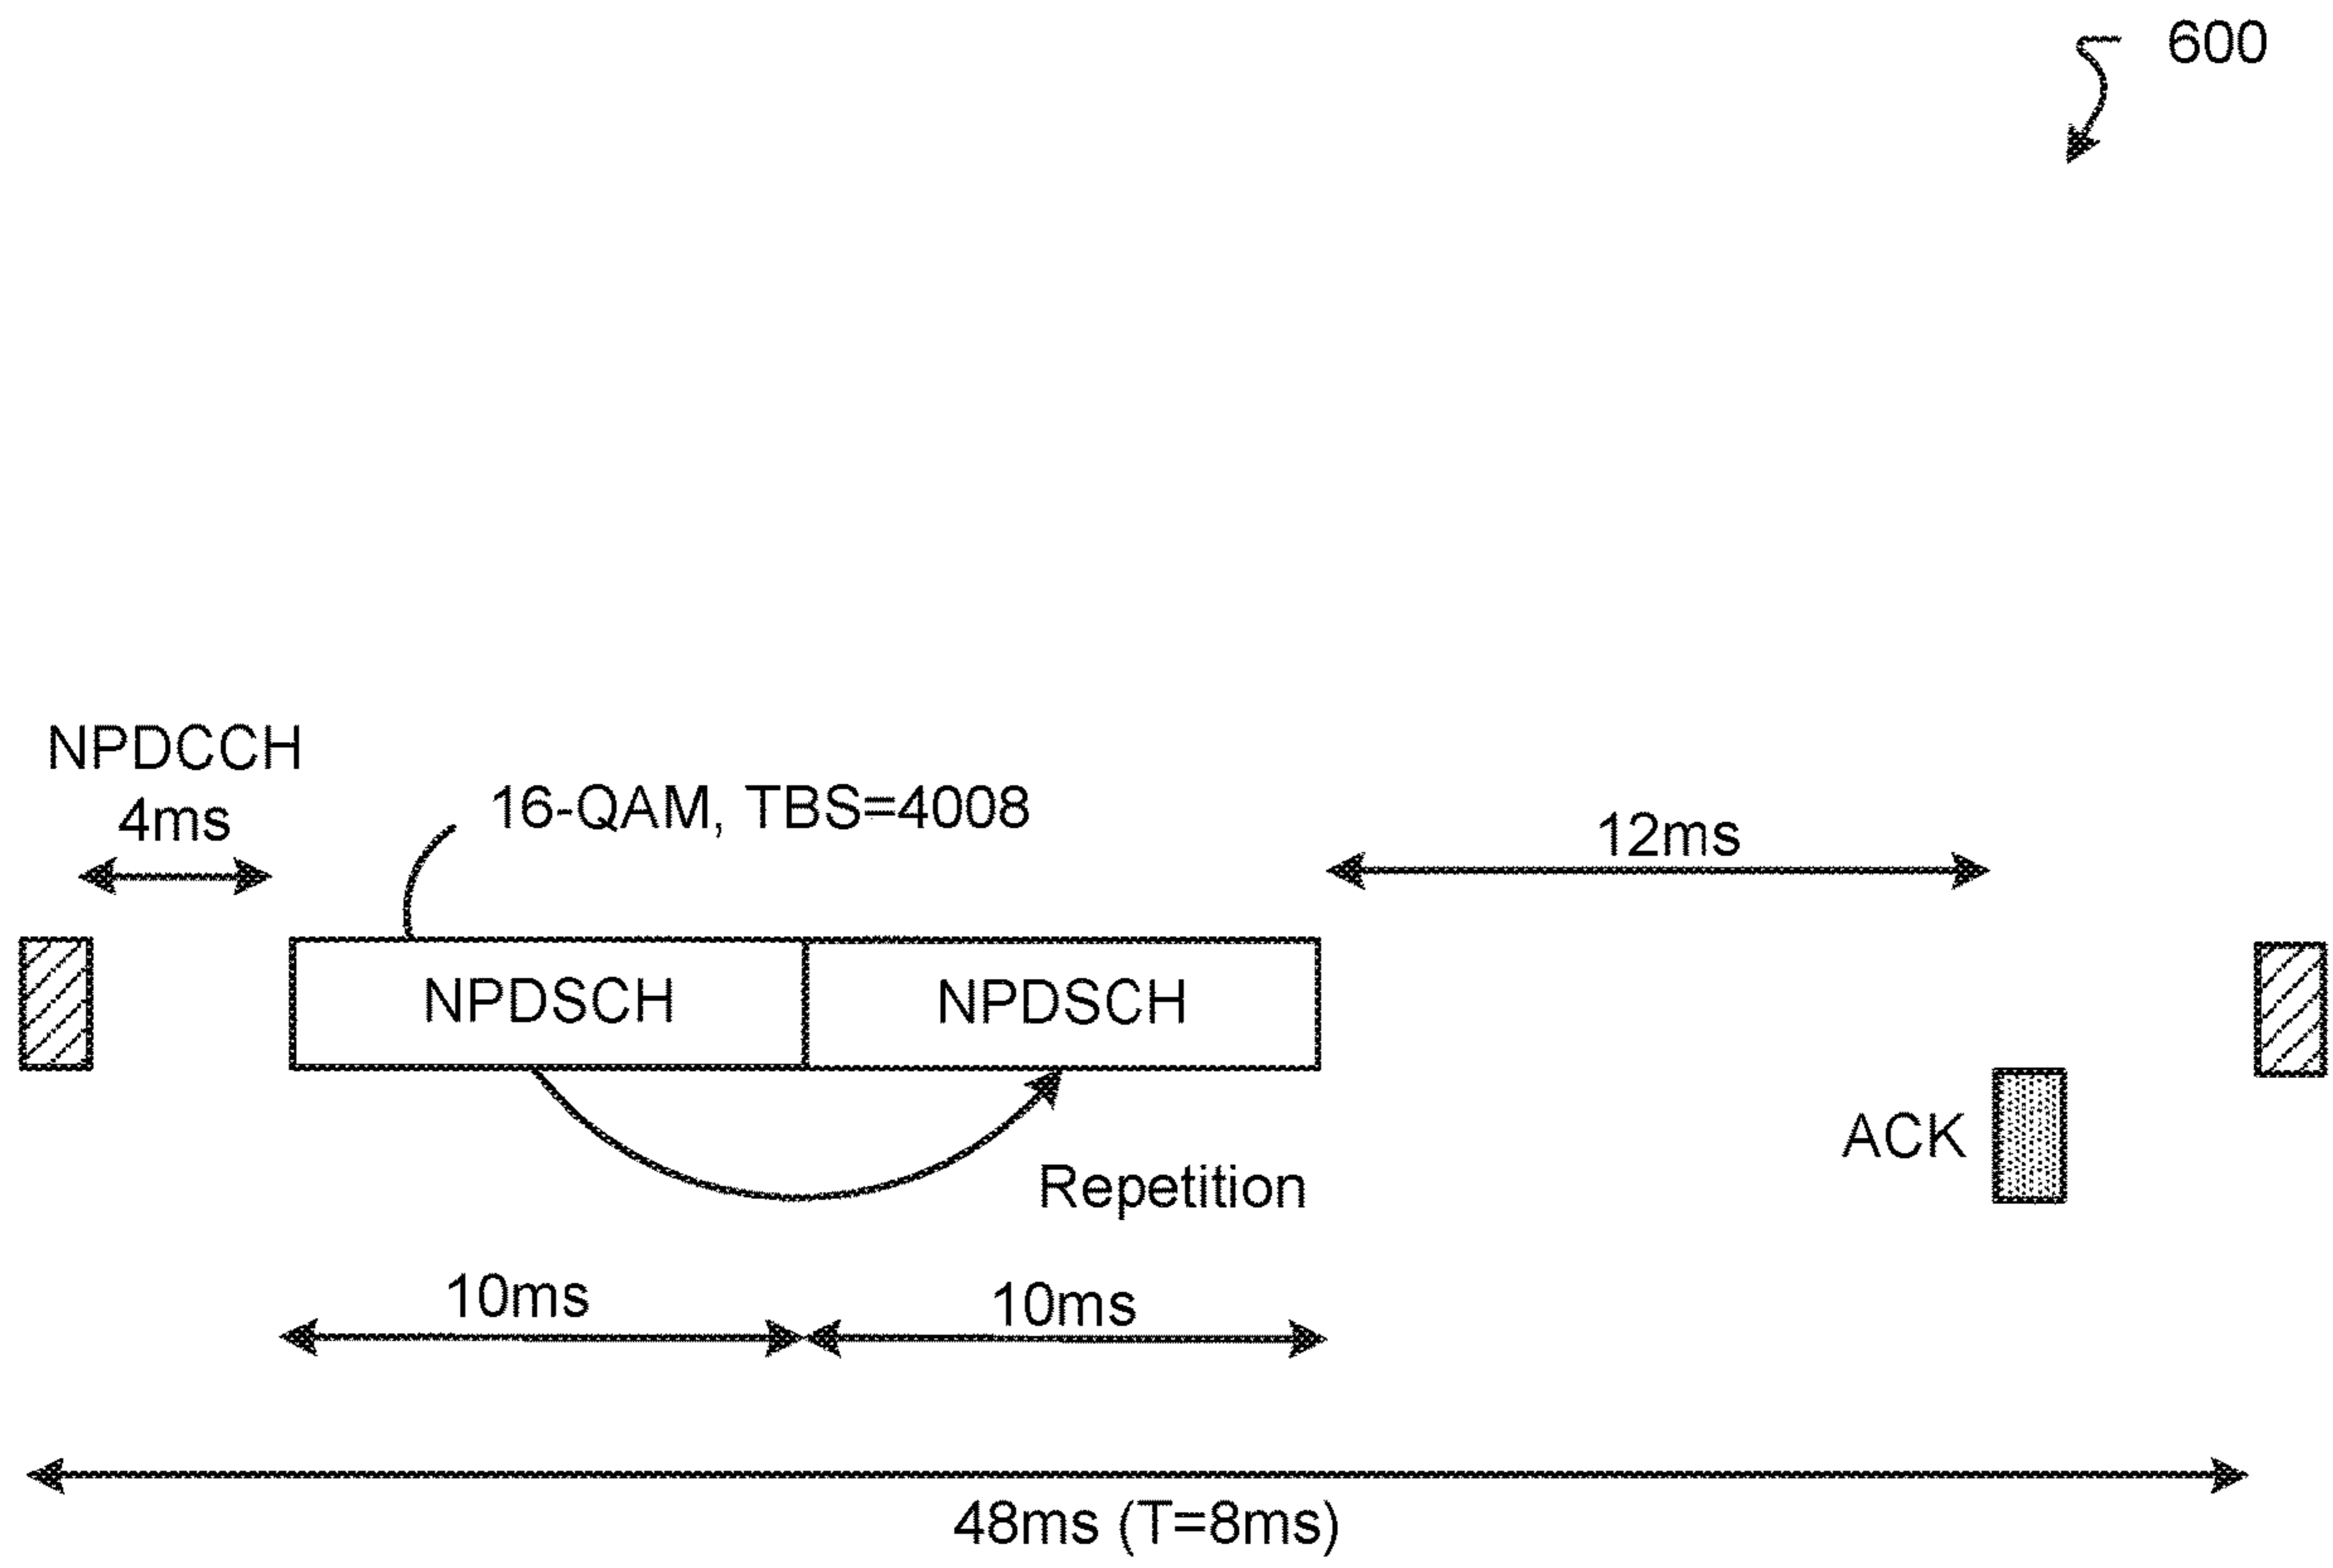 600
NPDCCH
4ms
16-QAM, TBS=4008
12ms
NPDSCH
NPDSCH
ACK
Repetition
10ms
10ms
48ms (T=8ms)